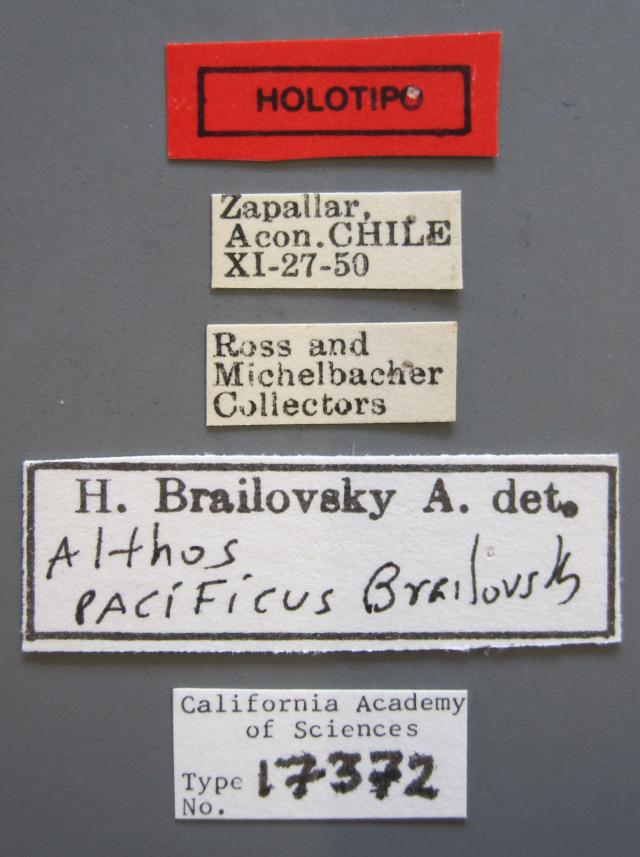 HOLOTIPO
Zapallar,
Acon. CHILE
XI-27-50
Ross and
Michelbacher
Collectors
H. Brailovsky A. det.
Althos
PACIFICUS Brailovsky
California Academy
of Sciences
Type 17372
No.